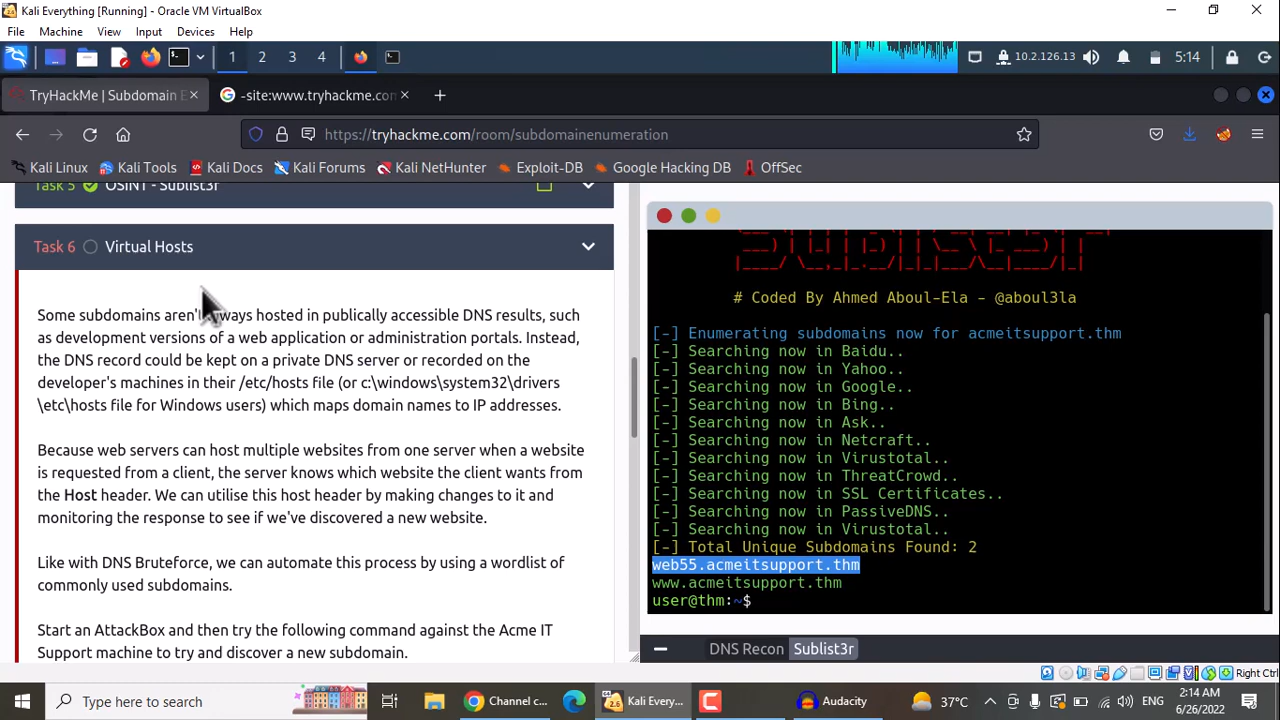 Kali Everything [Running] - Oracle VM VirtualBox
File Machine View Input Devices Help
1 2 3 4 10.2.126.13 5:14
TryHackMe | Subdomain E
-site:www.tryhackme.com
https://tryhackme.com/room/subdomainenumeration
Kali Linux Kali Tools Kali Docs Kali Forums Kali NetHunter Exploit-DB Google Hacking DB OffSec
Task 5 OSINT - Sublist3r
Task 6 Virtual Hosts
Some subdomains aren't always hosted in publically accessible DNS results, such
as development versions of a web application or administration portals. Instead,
the DNS record could be kept on a private DNS server or recorded on the
developer's machines in their /etc/hosts file (or c:\windows\system32\drivers
\etc\hosts file for Windows users) which maps domain names to IP addresses.
Because web servers can host multiple websites from one server when a website
is requested from a client, the server knows which website the client wants from
the Host header. We can utilise this host header by making changes to it and
monitoring the response to see if we've discovered a new website.
Like with DNS Bruteforce, we can automate this process by using a wordlist of
commonly used subdomains.
Start an AttackBox and then try the following command against the Acme IT
Support machine to try and discover a new subdomain.
# Coded By Ahmed Aboul-Ela - @aboul3la
[-] Enumerating subdomains now for acmeitsupport.thm
[-] Searching now in Baidu..
[-] Searching now in Yahoo..
[-] Searching now in Google..
[-] Searching now in Bing..
[-] Searching now in Ask..
[-] Searching now in Netcraft..
[-] Searching now in Virustotal..
[-] Searching now in ThreatCrowd..
[-] Searching now in SSL Certificates..
[-] Searching now in PassiveDNS..
[-] Searching now in Virustotal..
[-] Total Unique Subdomains Found: 2
web55.acmeitsupport.thm
www.acmeitsupport.thm
user@thm:~$
DNS Recon Sublist3r
Right Ctrl
Type here to search
Channel c...
Kali Every...
Audacity
37°C
ENG
2:14 AM
6/26/2022